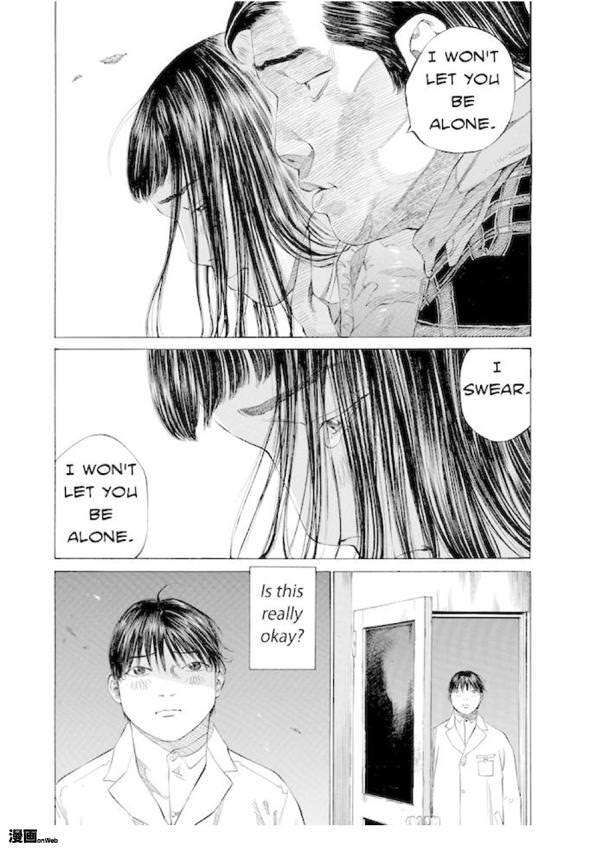 I WON'T
LET YOU
BE
ALONE.
I
SWEAR.
I WON'T
LET YOU
BE
ALONE.
Is this
really
okay?
漫画onWeb